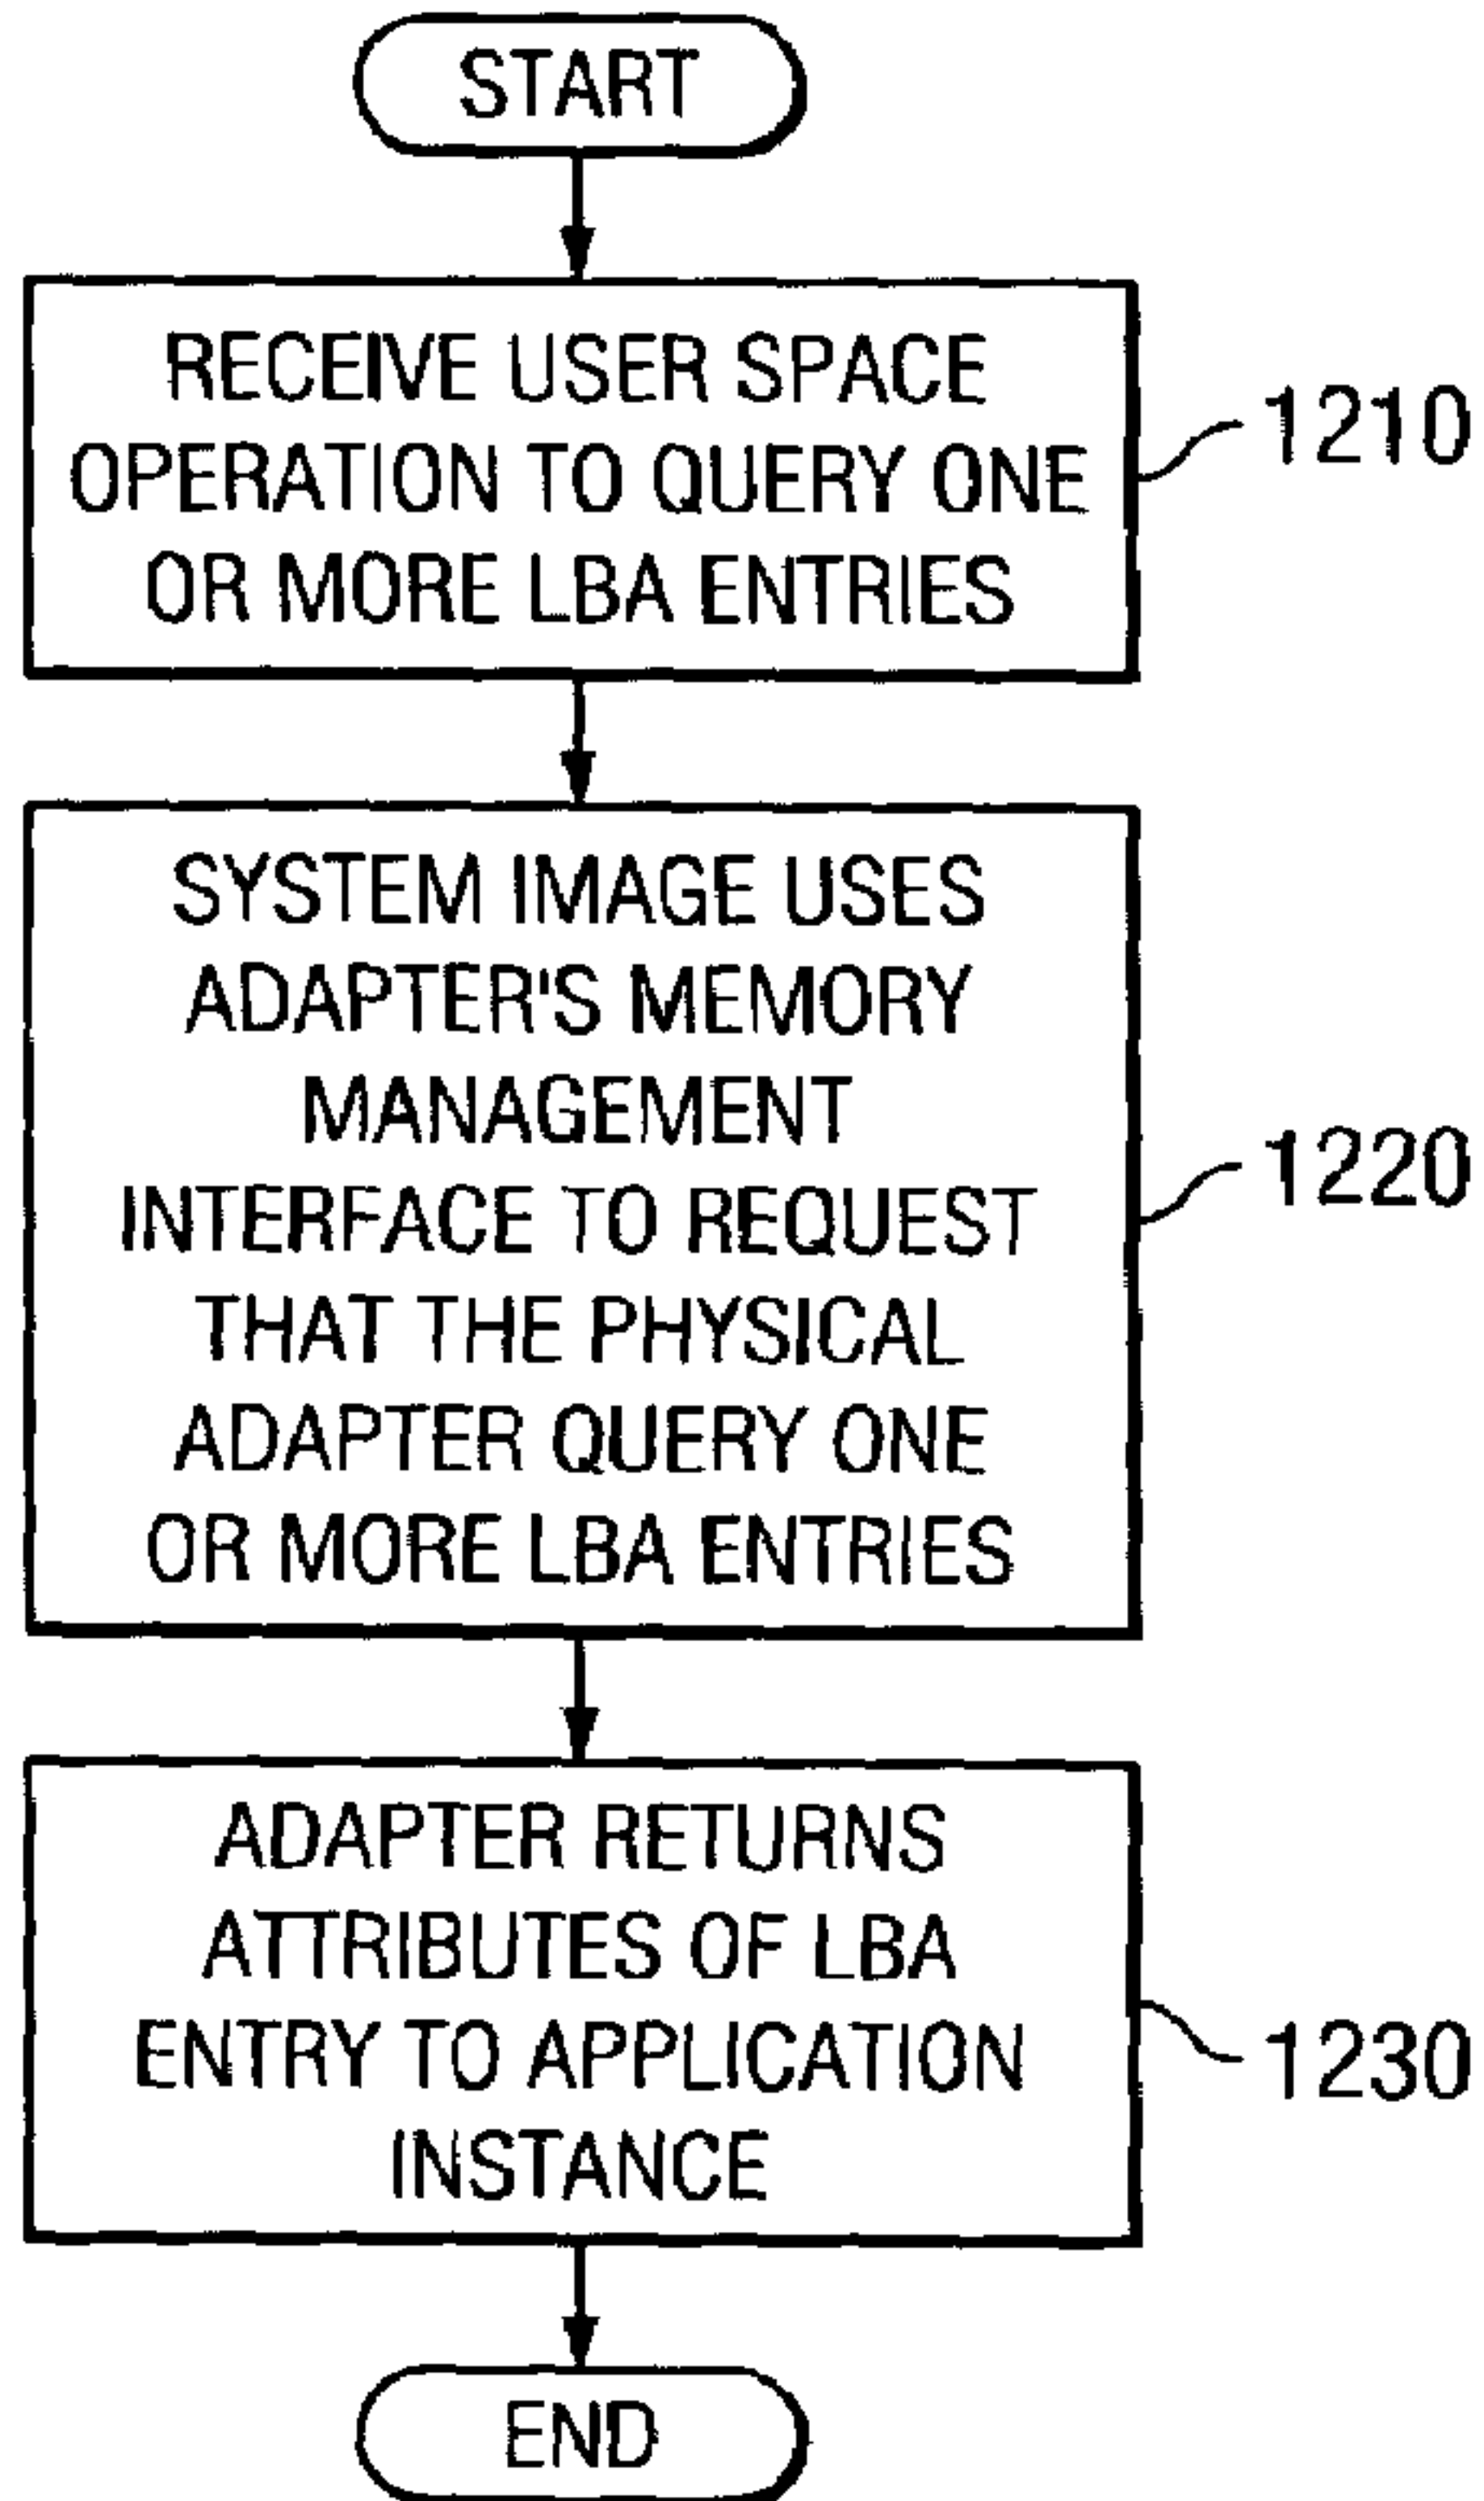 START
RECEIVE USER SPACE
OPERATION TO QUERY ONE
OR MORE LBA ENTRIES
1210
SYSTEM IMAGE USES
ADAPTER'S MEMORY
MANAGEMENT
INTERFACE TO REQUEST
THAT THE PHYSICAL
ADAPTER QUERY ONE
OR MORE LBA ENTRIES
1220
ADAPTER RETURNS
ATTRIBUTES OF LBA
ENTRY TO APPLICATION
INSTANCE
1230
END